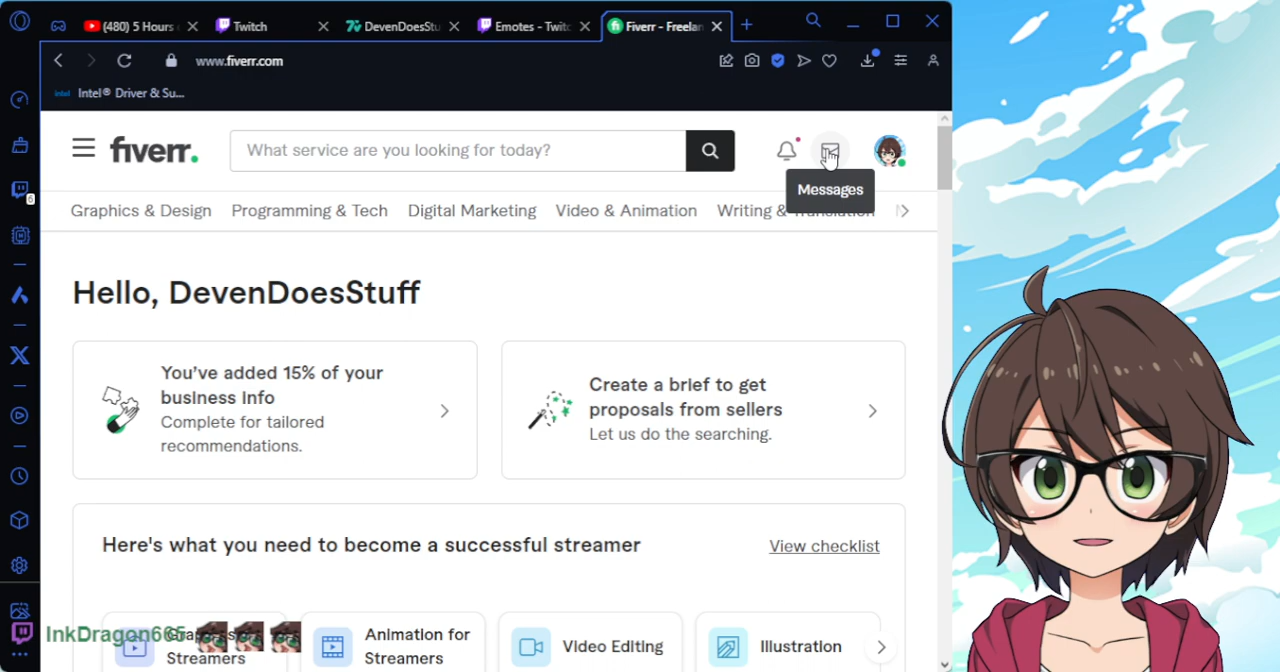 (480) 5 Hours
Twitch
DevenDoesStu
Emotes - Twitc
Fiverr - Freelan
www.fiverr.com
intel Intel® Driver & Su...
6
fiverr.
What service are you looking for today?
Messages
Graphics & Design Programming & Tech Digital Marketing Video & Animation Writing & Translation
Hello, DevenDoesStuff
You've added 15% of your
business info
Complete for tailored
recommendations.
Create a brief to get
proposals from sellers
Let us do the searching.
Here's what you need to become a successful streamer
View checklist
InkDragon665
Streamers
Animation for
Streamers
Video Editing
Illustration